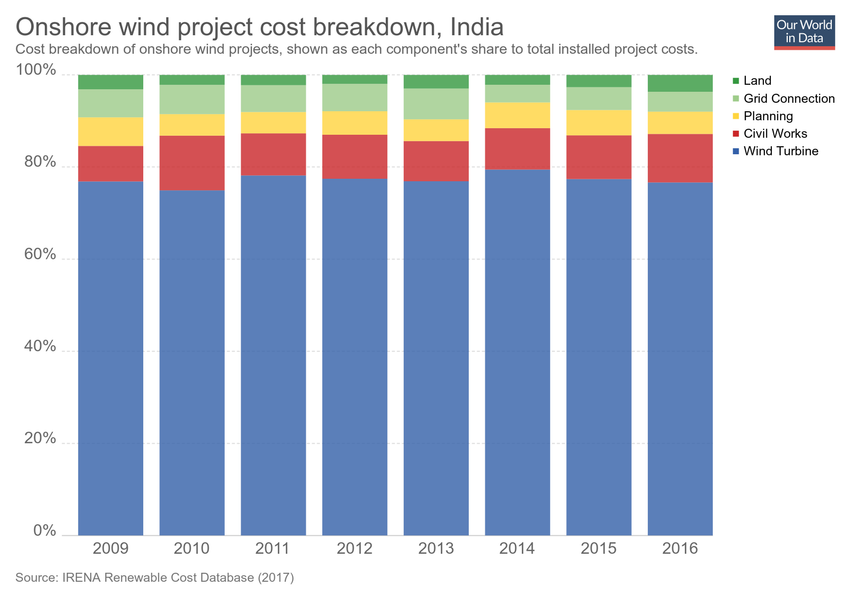 Onshore wind project cost breakdown, India
Cost breakdown of onshore wind projects, shown as each component's share to total installed project costs.
Our World
in Data
100%
80%
60%
40%
20%
0%
Land
Grid Connection
Planning
Civil Works
Wind Turbine
2009 2010 2011 2012 2013 2014 2015 2016
Source: IRENA Renewable Cost Database (2017)